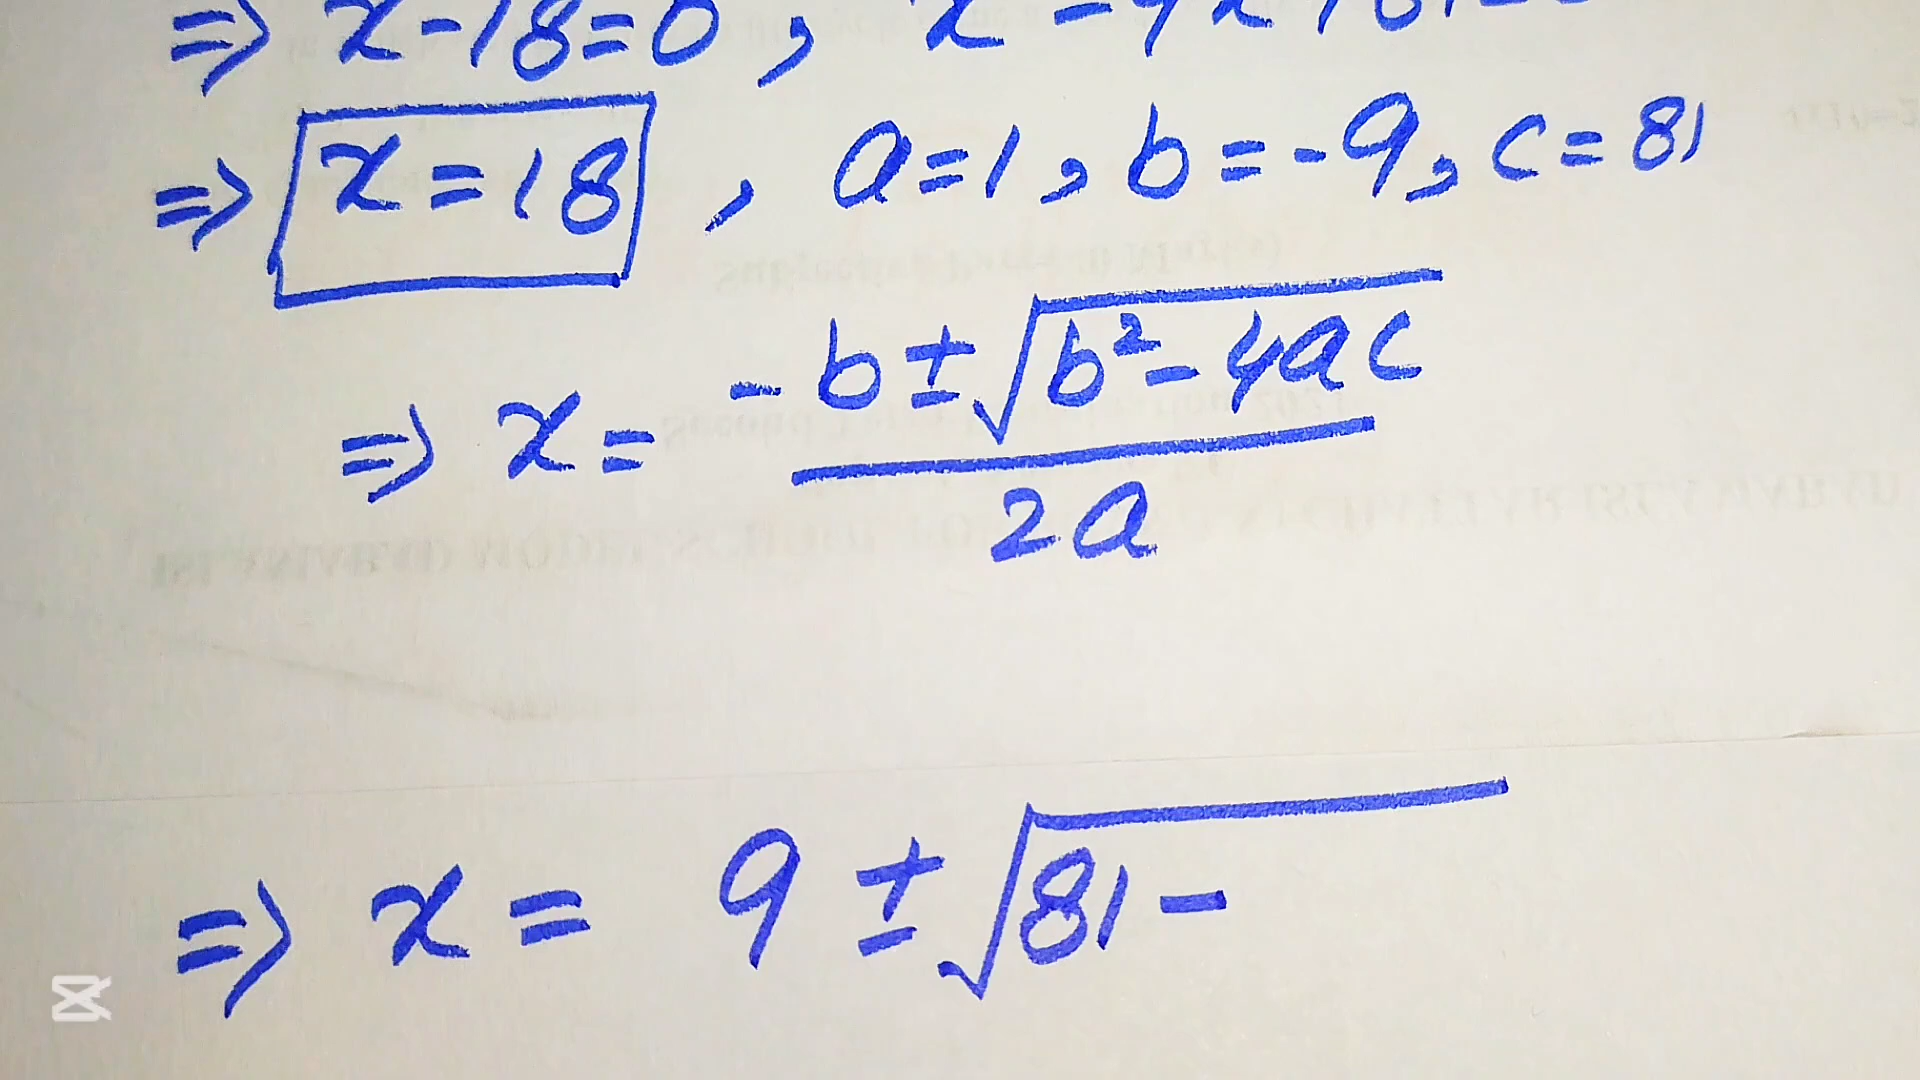 ⇒ x-18=0 ,
⇒ x=18 , a=1, b=-9, c=81
⇒ x= -b±√b²-4ac / 2a
⇒ x= 9 ±√81-